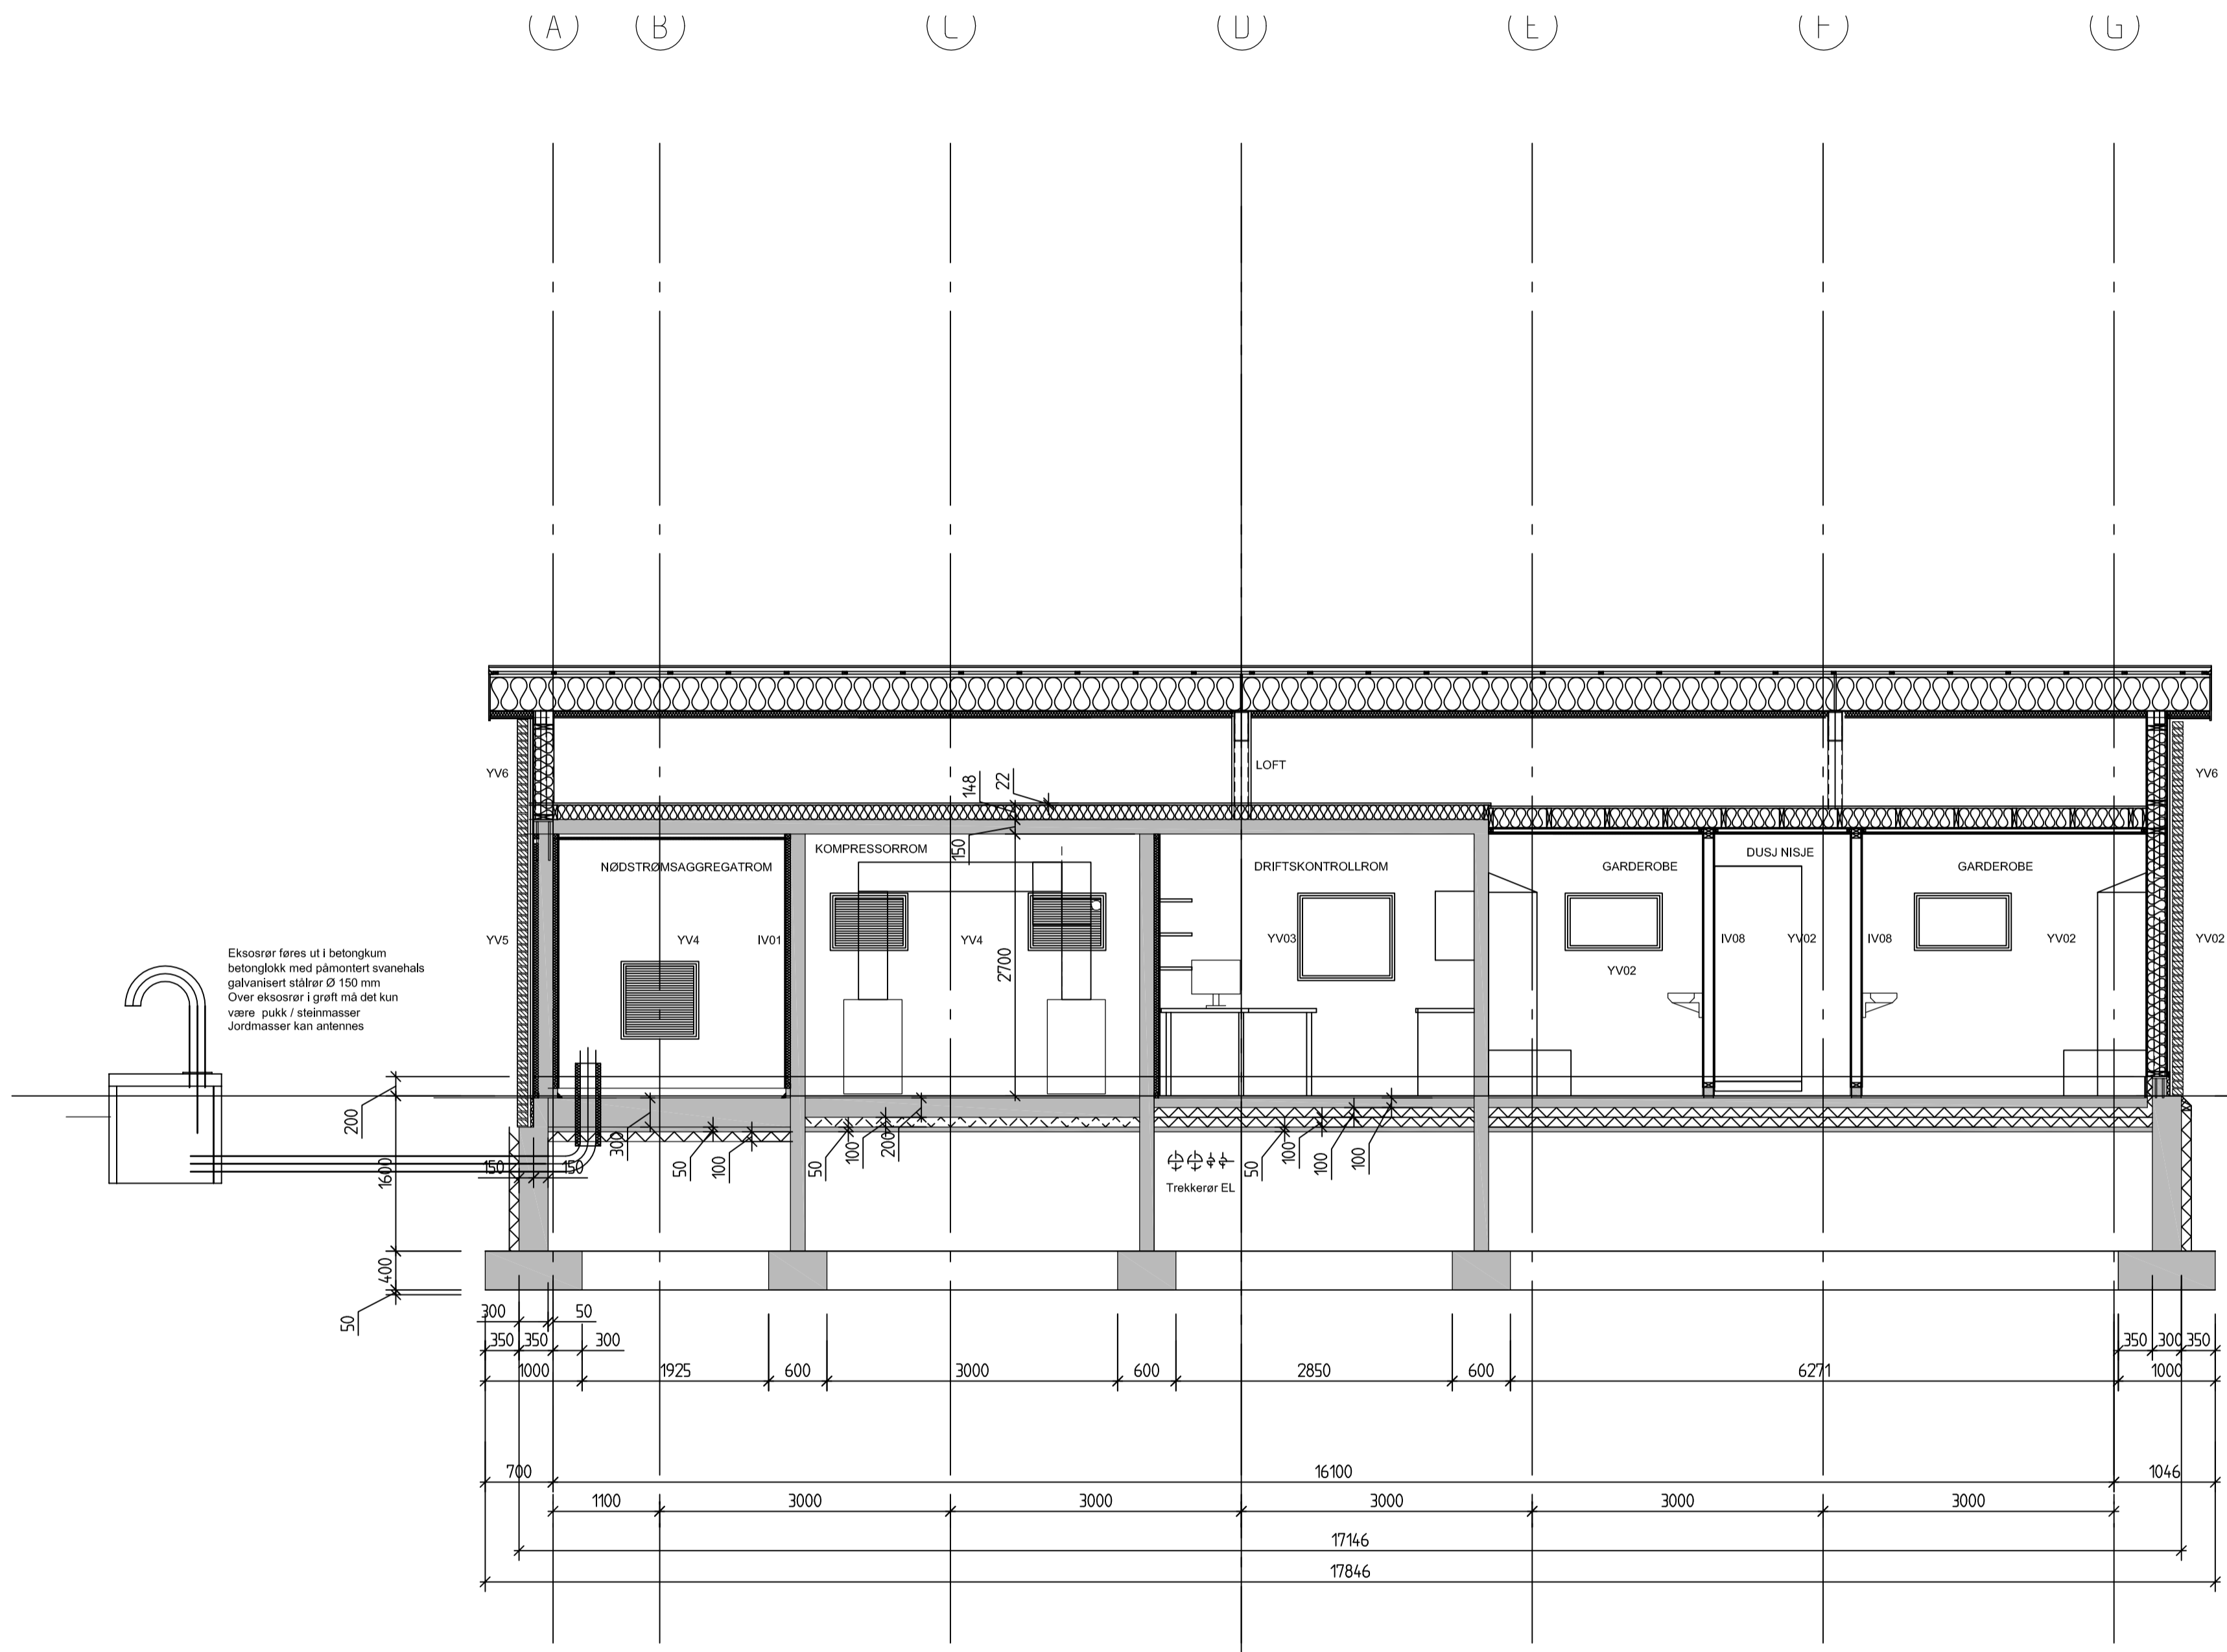 A B C D E F G
YV6 LOFT YV6
148 22
150
NØDSTRØMSAGGREGATROM KOMPRESSORROM DRIFTSKONTROLLROM GARDEROBE DUSJ NISJE GARDEROBE
YV5 YV4 IV01 YV4 2700 YV03 YV02 IV08 YV02 IV08 YV02 YV02
Eksosrør føres ut i betongkum
betonglokk med påmontert svanehals
galvanisert stålrør Ø 150 mm
Over eksosrør i grøft må det kun
være pukk / steinmasser
Jordmasser kan antennes
200
300 50 100 50 100 200 50 100 100 100
1600 150 150
Trekkerør EL
400
50
300 50
350 350 300 350 300 350
1000 1925 600 3000 600 2850 600 6271 1000
700 16100 1046
1100 3000 3000 3000 3000 3000
17146
17846